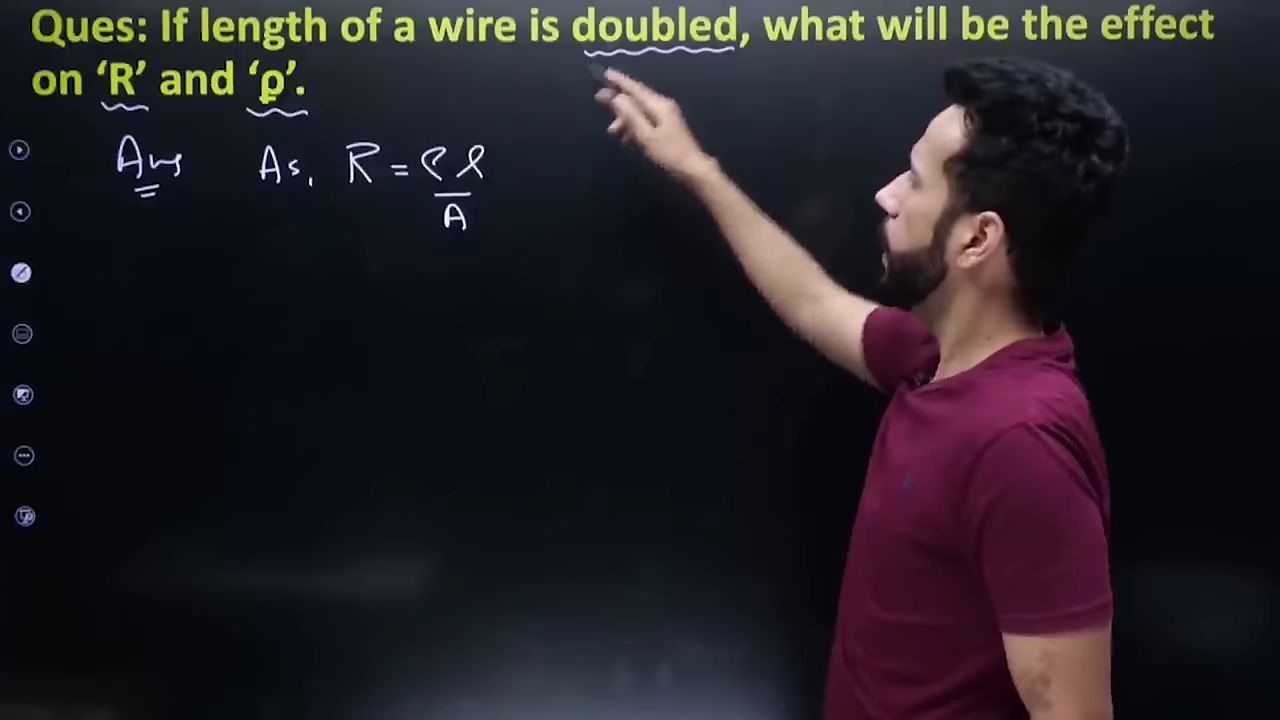 Ques: If length of a wire is doubled, what will be the effect
on ‘R’ and ‘ρ’.
Ans As, R = ρl
A